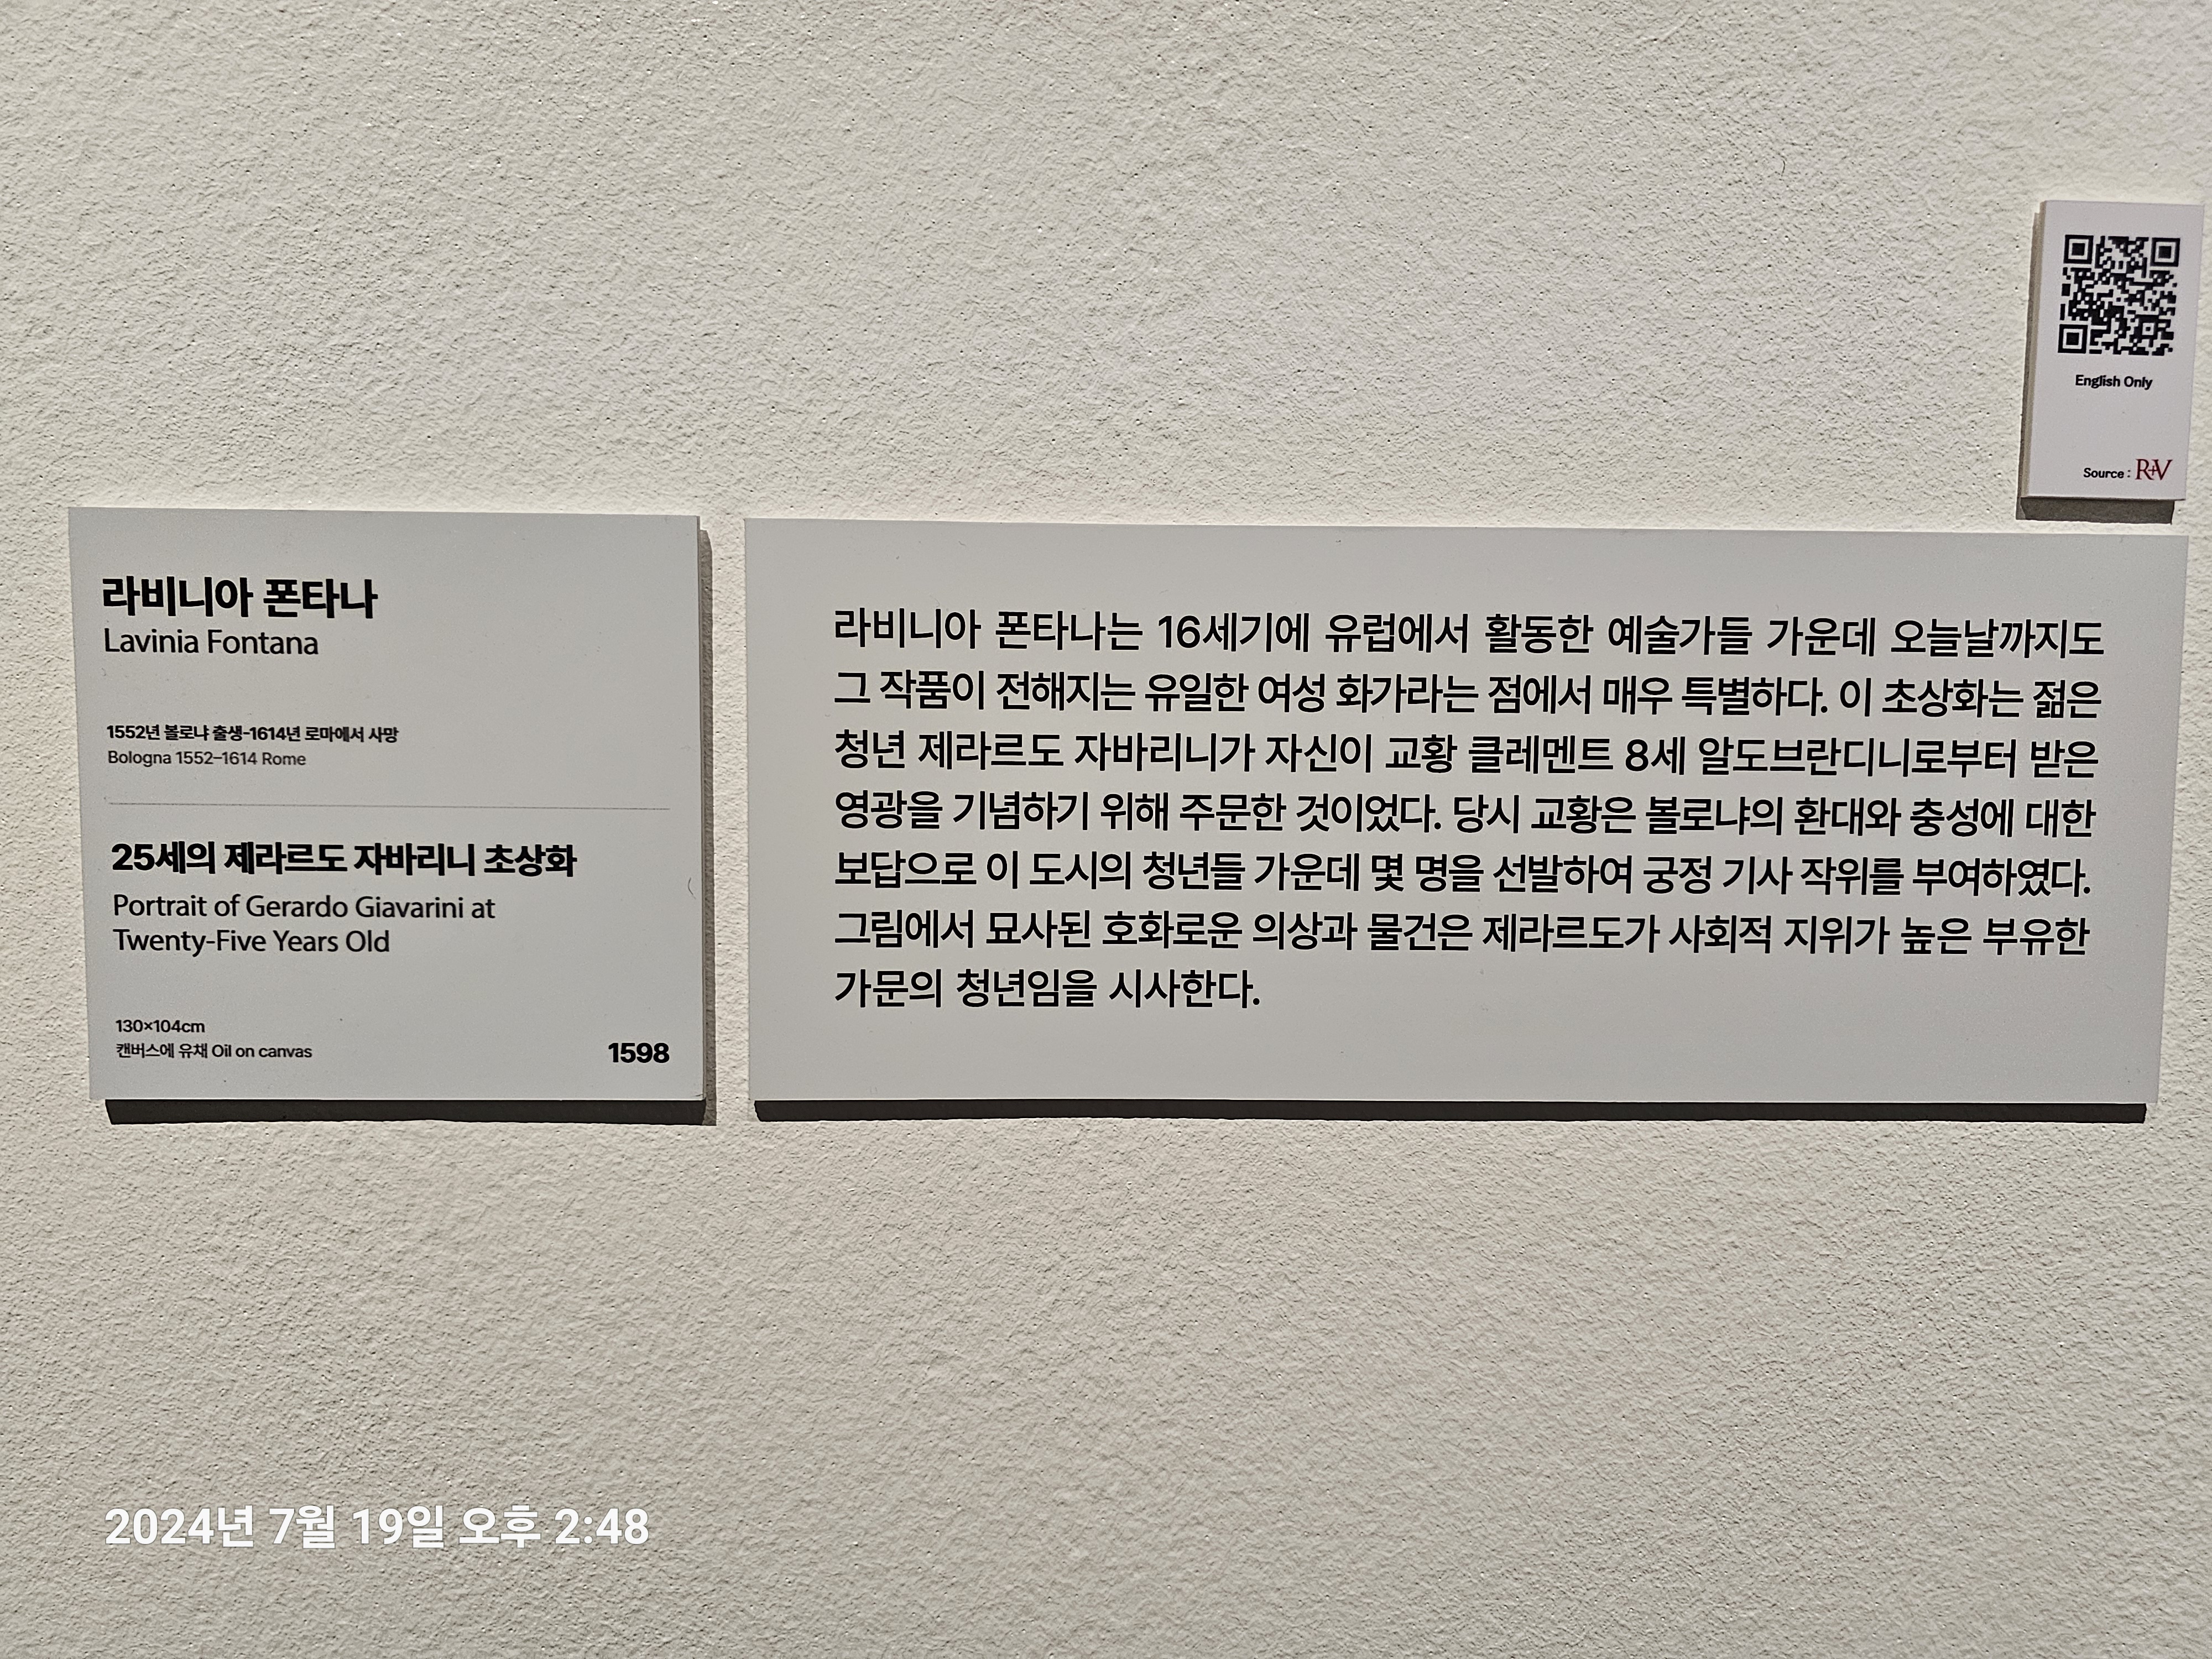 라비니아 폰타나
Lavinia Fontana
1552년 볼로냐 출생-1614년 로마에서 사망
Bologna 1552–1614 Rome
25세의 제라르도 자바리니 초상화
Portrait of Gerardo Giavarini at
Twenty-Five Years Old
130×104cm
캔버스에 유채 Oil on canvas
1598
라비니아 폰타나는 16세기에 유럽에서 활동한 예술가들 가운데 오늘날까지도
그 작품이 전해지는 유일한 여성 화가라는 점에서 매우 특별하다. 이 초상화는 젊은
청년 제라르도 자바리니가 자신이 교황 클레멘트 8세 알도브란디니로부터 받은
영광을 기념하기 위해 주문한 것이었다. 당시 교황은 볼로냐의 환대와 충성에 대한
보답으로 이 도시의 청년들 가운데 몇 명을 선발하여 궁정 기사 작위를 부여하였다.
그림에서 묘사된 호화로운 의상과 물건은 제라르도가 사회적 지위가 높은 부유한
가문의 청년임을 시사한다.
English Only
Source : R+V
2024년 7월 19일 오후 2:48